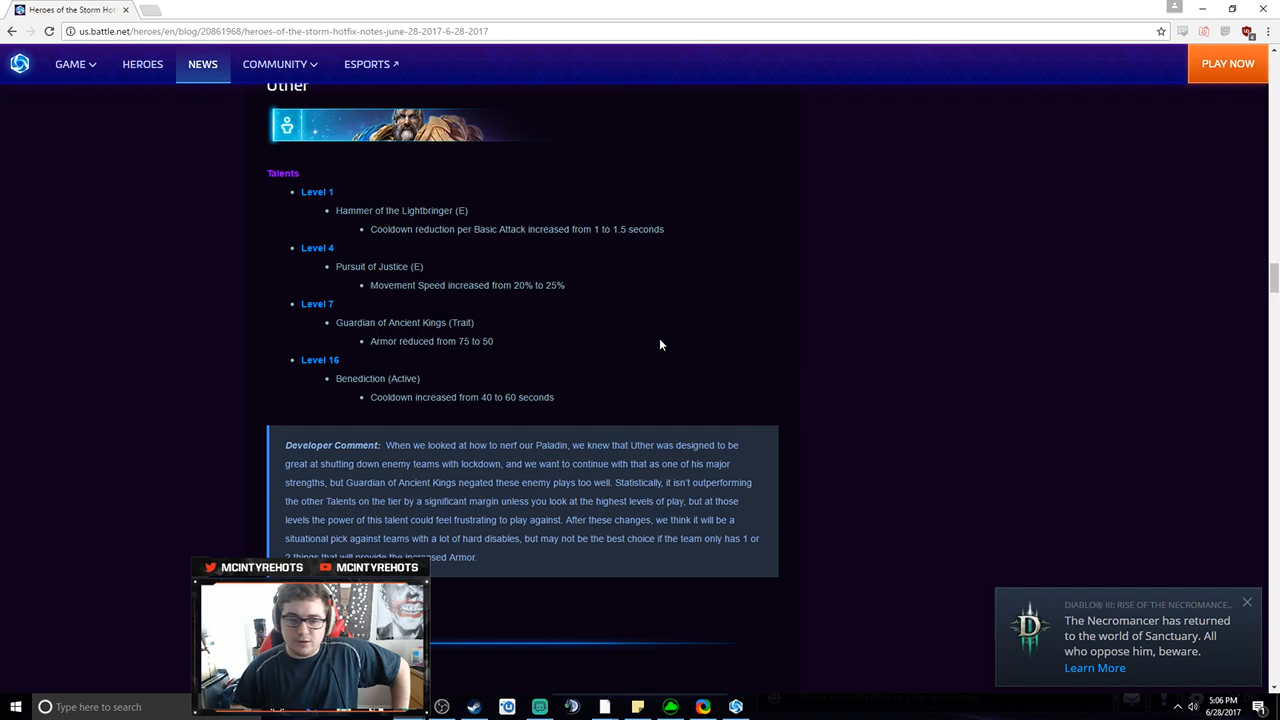 Heroes of the Storm Hotf
us.battle.net/heroes/en/blog/20861968/heroes-of-the-storm-hotfix-notes-june-28-2017-6-28-2017
GAME HEROES NEWS COMMUNITY ESPORTS PLAY NOW
Uther
Talents
Level 1
Hammer of the Lightbringer (E)
Cooldown reduction per Basic Attack increased from 1 to 1.5 seconds
Level 4
Pursuit of Justice (E)
Movement Speed increased from 20% to 25%
Level 7
Guardian of Ancient Kings (Trait)
Armor reduced from 75 to 50
Level 16
Benediction (Active)
Cooldown increased from 40 to 60 seconds
Developer Comment: When we looked at how to nerf our Paladin, we knew that Uther was designed to be
great at shutting down enemy teams with lockdown, and we want to continue with that as one of his major
strengths, but Guardian of Ancient Kings negated these enemy plays too well. Statistically, it isn't outperforming
the other Talents on the tier by a significant margin unless you look at the highest levels of play, but at those
levels the power of this talent could feel frustrating to play against. After these changes, we think it will be a
situational pick against teams with a lot of hard disables, but may not be the best choice if the team only has 1 or
2 things that will provide the increased Armor.
MCINTYREHOTS MCINTYREHOTS
DIABLO® III: RISE OF THE NECROMANCE...
The Necromancer has returned
to the world of Sanctuary. All
who oppose him, beware.
Learn More
Type here to search
5:06 PM
6/28/2017